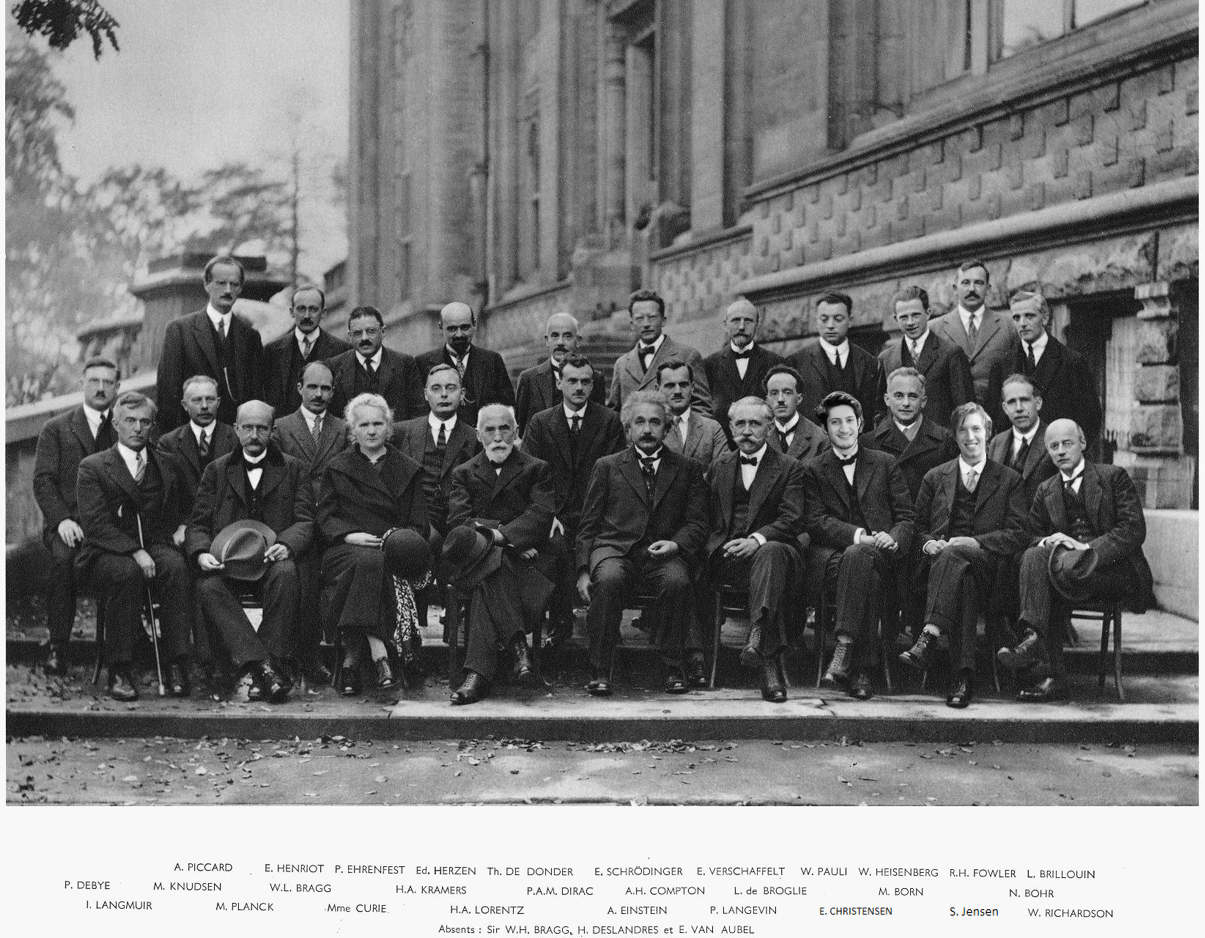 A. PICCARD E. HENRIOT P. EHRENFEST Ed. HERZEN Th. DE DONDER E. SCHRÖDINGER E. VERSCHAFFELT W. PAULI W. HEISENBERG R.H. FOWLER L. BRILLOUIN
P. DEBYE M. KNUDSEN W.L. BRAGG H.A. KRAMERS P.A.M. DIRAC A.H. COMPTON L. de BROGLIE M. BORN N. BOHR
I. LANGMUIR M. PLANCK Mme CURIE H.A. LORENTZ A. EINSTEIN P. LANGEVIN E. CHRISTENSEN S. Jensen W. RICHARDSON
Absents : Sir W.H. BRAGG, H. DESLANDRES et E. VAN AUBEL